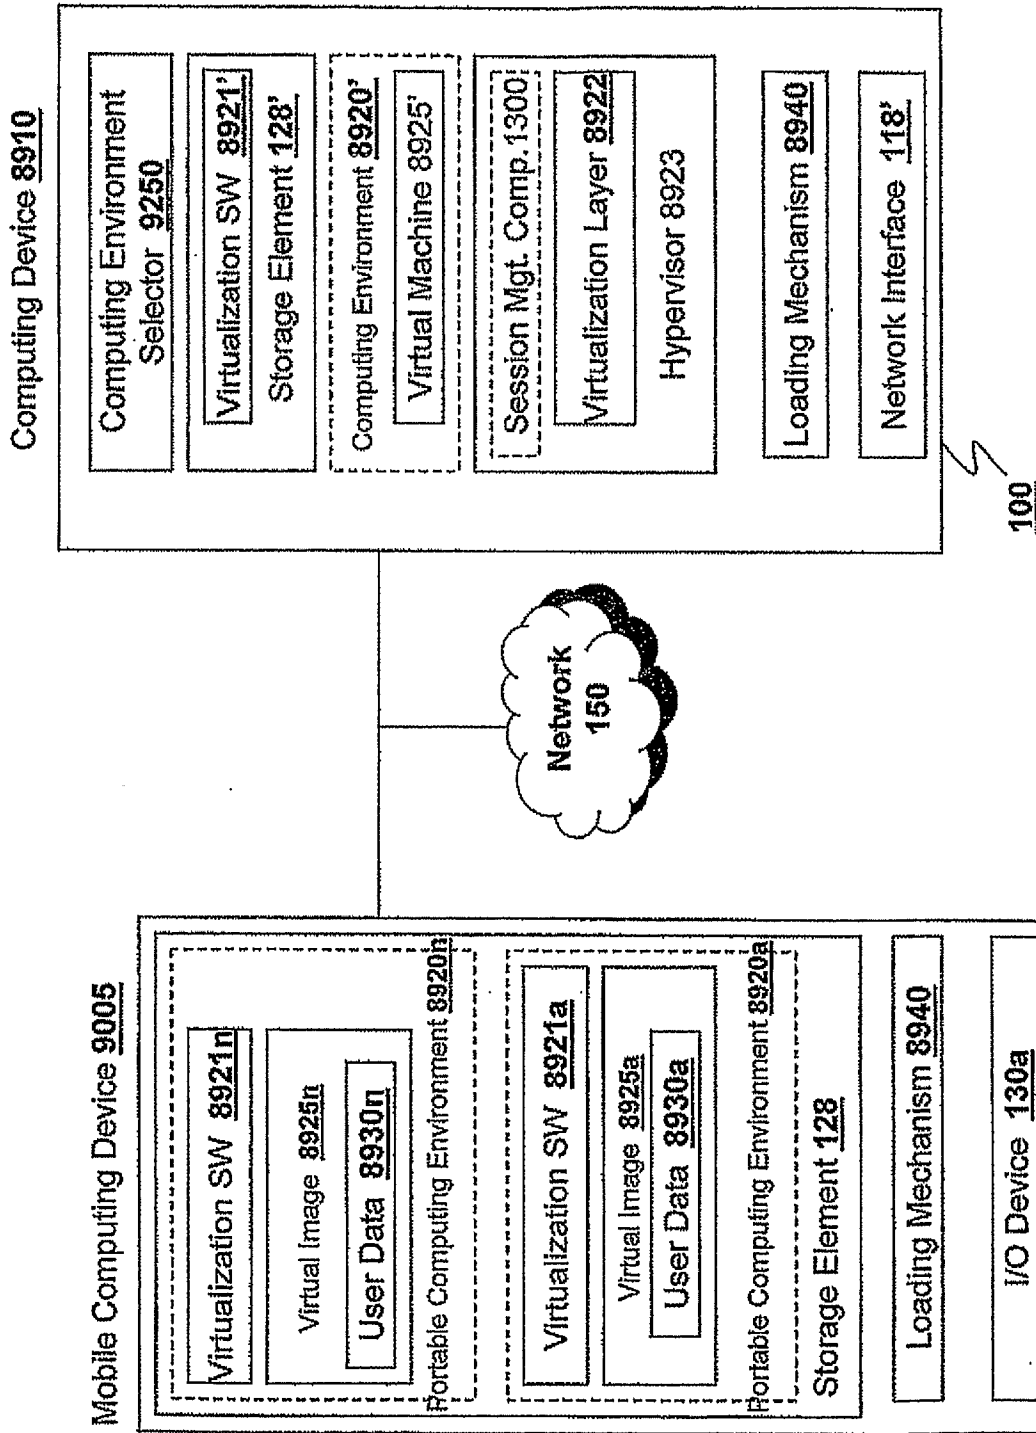 Computing Device 8910
Computing Environment
Selector 9250
Virtualization SW 8921'
Storage Element 128'
Computing Environment 8920'
Virtual Machine 8925'
Session Mgt. Comp.1300
Virtualization Layer 8922
Hypervisor 8923
Loading Mechanism 8940
Network Interface 118'
100
Network
150
Mobile Computing Device 9005
Virtualization SW 8921n
Virtual Image 8925n
User Data 8930n
Portable Computing Environment 8920n
Virtualization SW 8921a
Virtual Image 8925a
User Data 8930a
Portable Computing Environment 8920a
Storage Element 128
Loading Mechanism 8940
I/O Device 130a